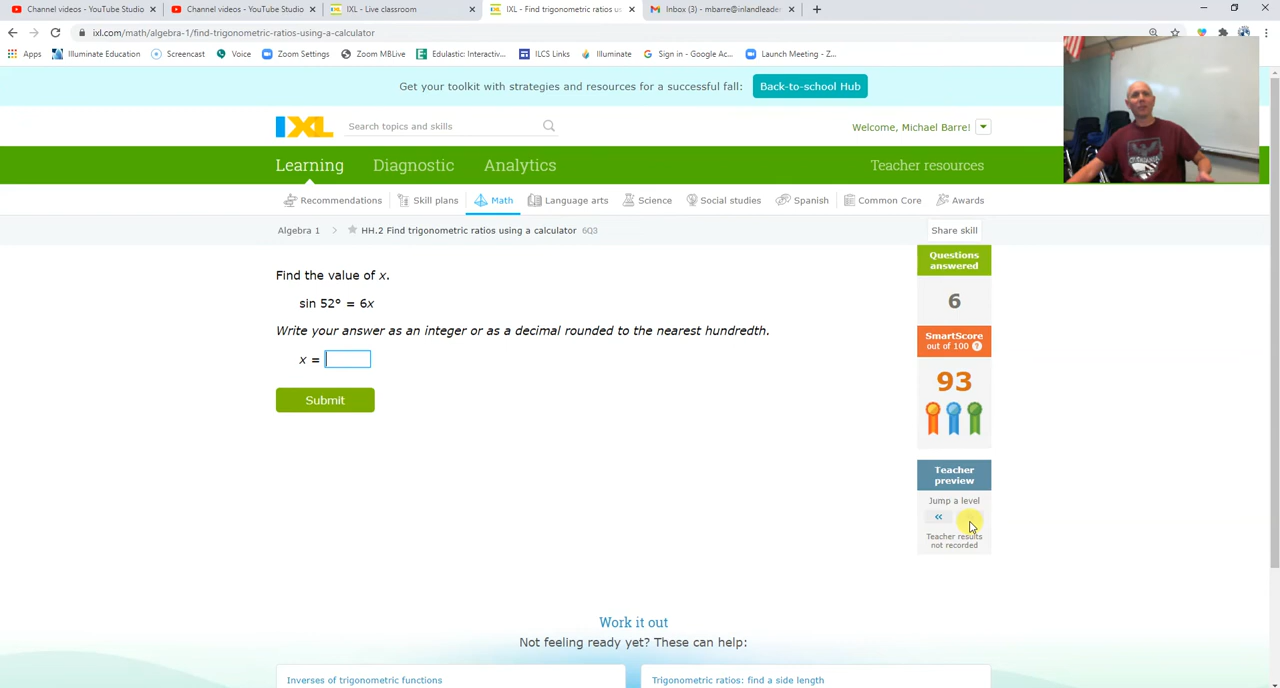 Channel videos - YouTube Studio
Channel videos - YouTube Studio
IXL - Live classroom
IXL - Find trigonometric ratios us
Inbox (3) - mbarre@inlandleade
ixl.com/math/algebra-1/find-trigonometric-ratios-using-a-calculator
Apps
Illuminate Education
Screencast
Voice
Zoom Settings
Zoom MBLive
Edulastic: Interactiv...
ILCS Links
Illuminate
Sign in - Google Ac...
Launch Meeting - Z...
Get your toolkit with strategies and resources for a successful fall:
Back-to-school Hub
IXL
Search topics and skills
Welcome, Michael Barre!
Learning
Diagnostic
Analytics
Teacher resources
Recommendations
Skill plans
Math
Language arts
Science
Social studies
Spanish
Common Core
Awards
Algebra 1 > HH.2 Find trigonometric ratios using a calculator 6Q3
Share skill
Find the value of x.
sin 52° = 6x
Write your answer as an integer or as a decimal rounded to the nearest hundredth.
x =
Submit
Questions
answered
6
SmartScore
out of 100 ?
93
Teacher
preview
Jump a level
«
Teacher results
not recorded
Work it out
Not feeling ready yet? These can help:
Inverses of trigonometric functions
Trigonometric ratios: find a side length